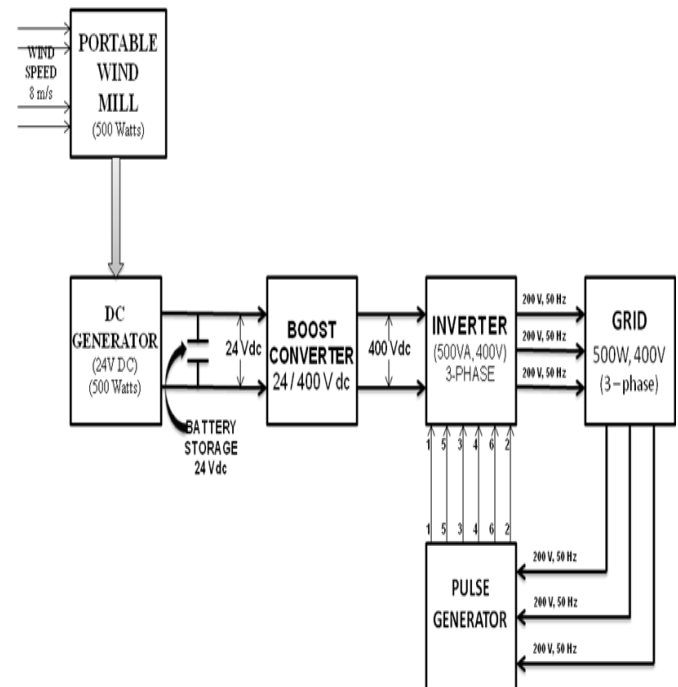 PORTABLE
WIND
MILL
(500 Watts)
WIND
SPEED
8 m/s
DC
GENERATOR
(24V DC)
(500 Watts)
BATTERY
STORAGE
24 Vdc
24 Vdc
BOOST
CONVERTER
24 / 400 V dc
400 Vdc
INVERTER
(500VA, 400V)
3-PHASE
200 V, 50 Hz
200 V, 50 Hz
200 V, 50 Hz
GRID
500W, 400V
(3–phase)
1 5 3 4 6 2
1 5 3 4 6 2
PULSE
GENERATOR
200 V, 50 Hz
200 V, 50 Hz
200 V, 50 Hz